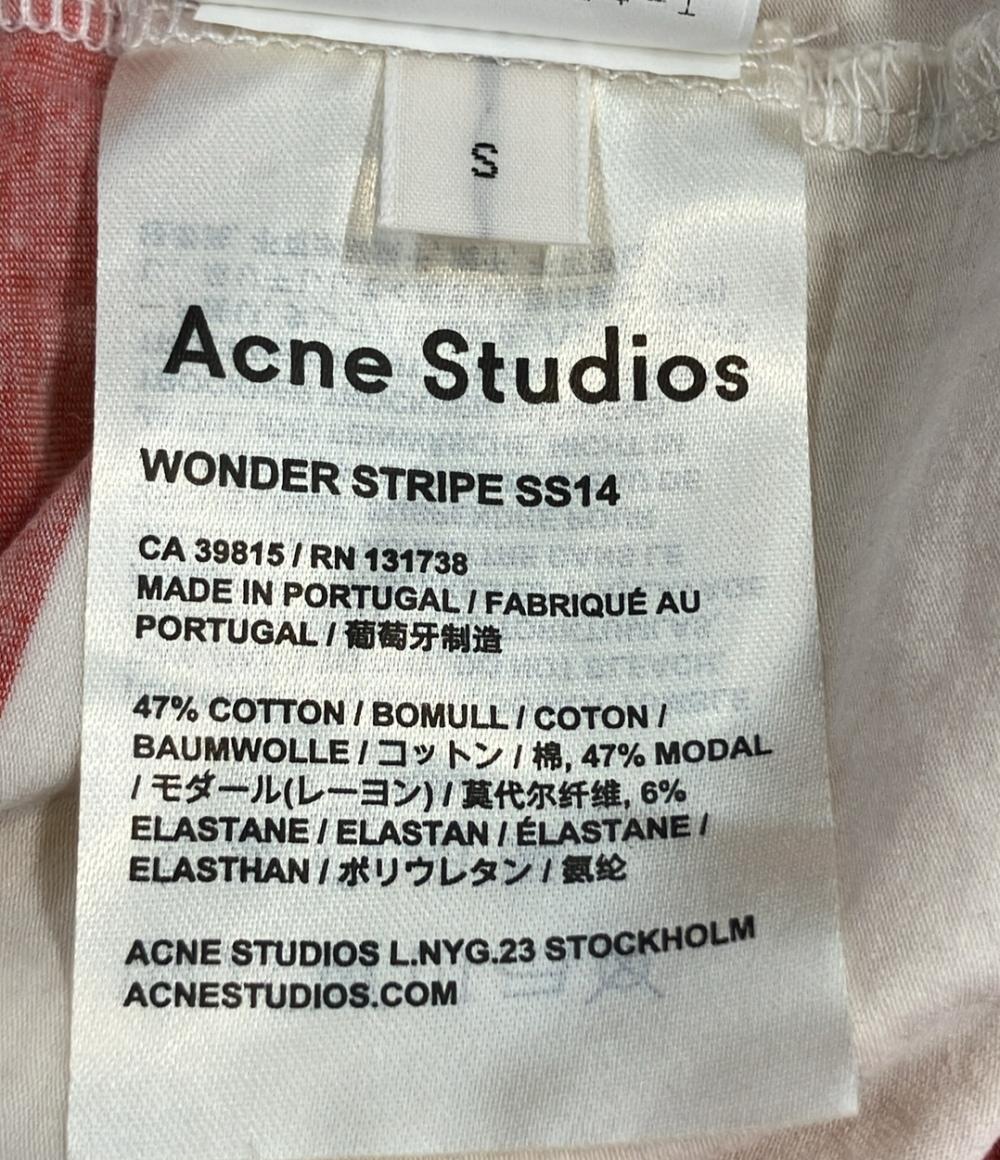 S
Acne Studios
WONDER STRIPE SS14
CA 39815 / RN 131738
MADE IN PORTUGAL / FABRIQUÉ AU
PORTUGAL / 葡萄牙制造
47% COTTON / BOMULL / COTON /
BAUMWOLLE / コットン / 棉, 47% MODAL
/ モダール(レーヨン) / 莫代尔纤维, 6%
ELASTANE / ELASTAN / ÉLASTANE /
ELASTHAN / ポリウレタン / 氨纶
ACNE STUDIOS L.NYG.23 STOCKHOLM
ACNESTUDIOS.COM